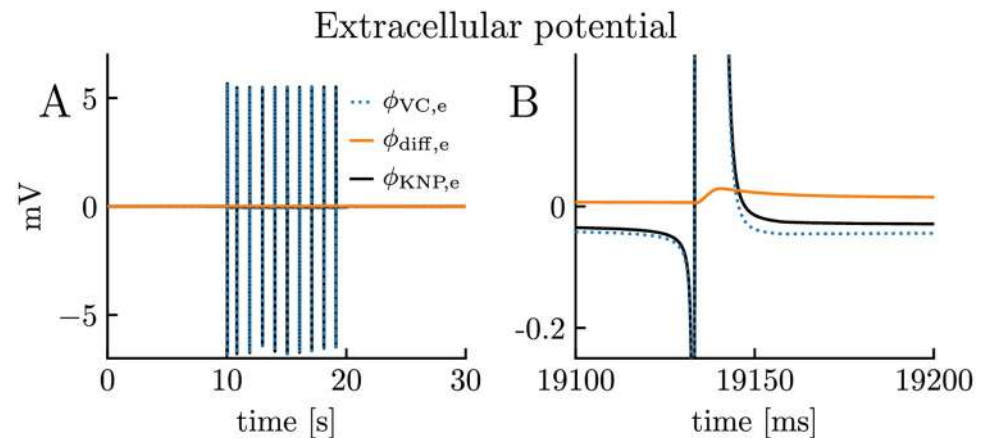 Extracellular potential
A
B
mV
5
0
−5
0
10
20
30
time [s]
ϕVC,e
ϕdiff,e
ϕKNP,e
0
-0.2
19100
19150
19200
time [ms]